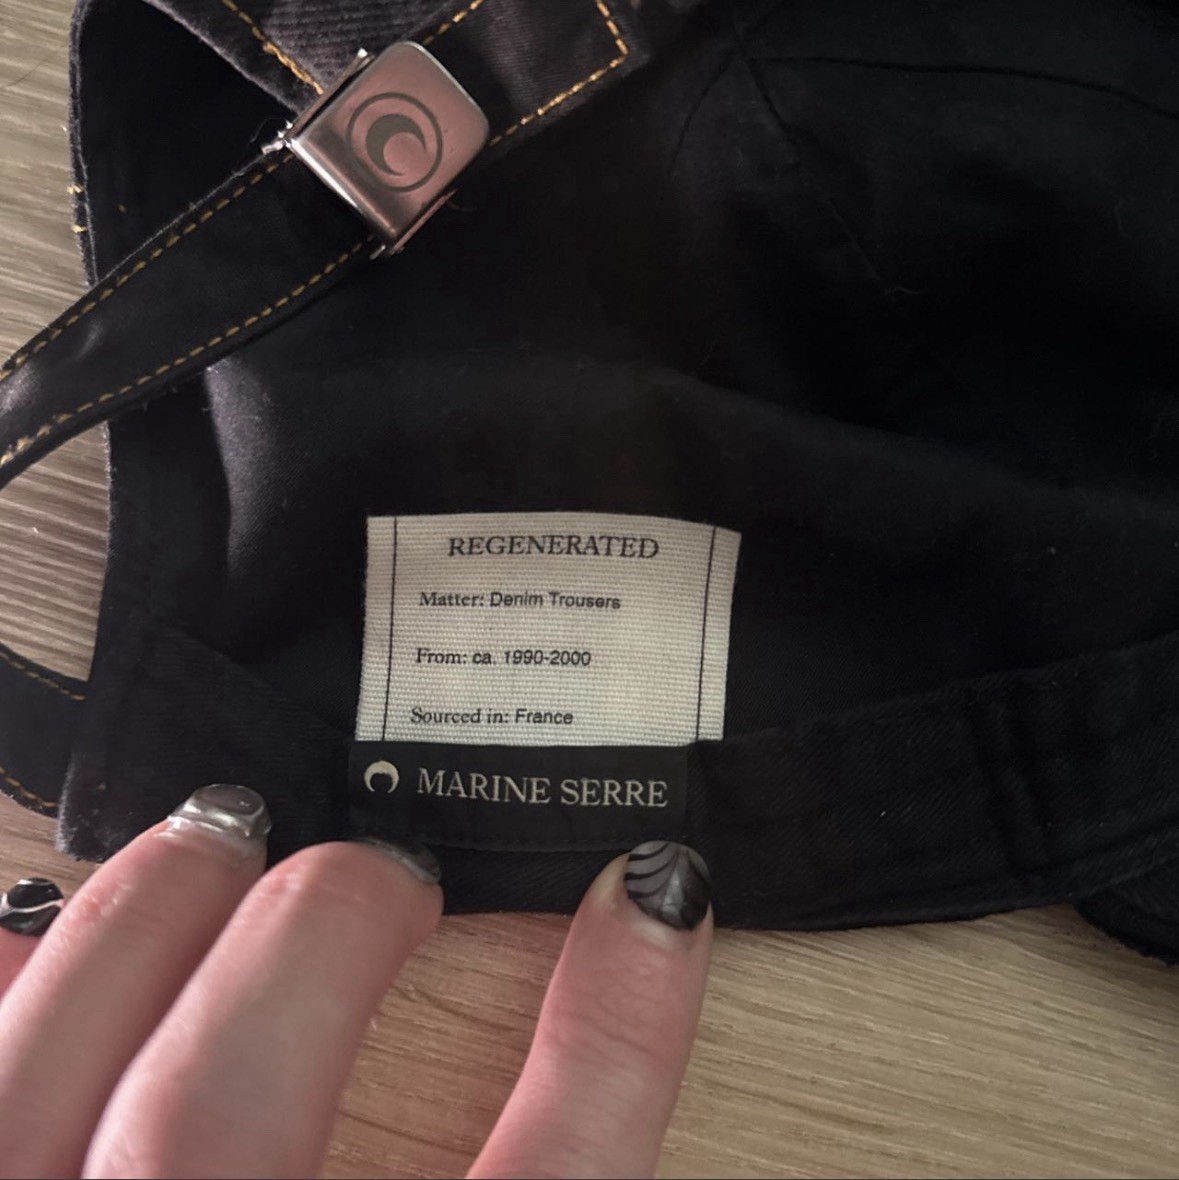 REGENERATED
Matter: Denim Trousers
From: ca. 1990-2000
Sourced in: France
MARINE SERRE